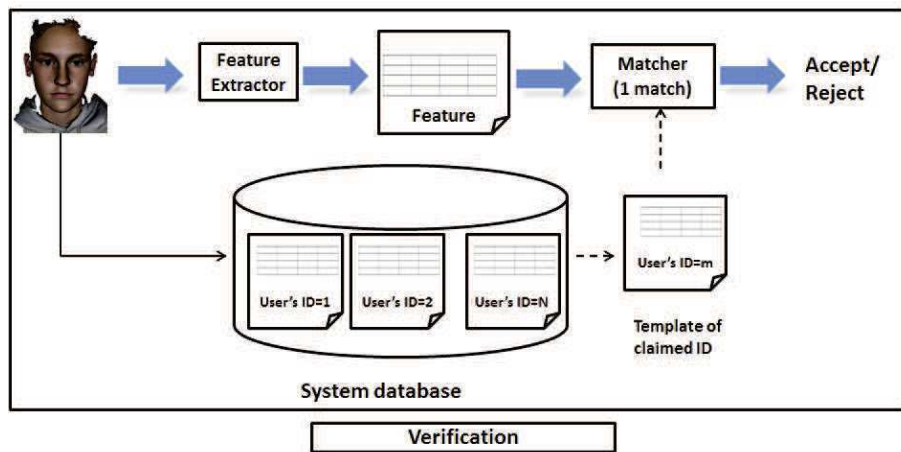 Feature
Extractor
Feature
Matcher
(1 match)
Accept/
Reject
User's ID=1
User's ID=2
User's ID=N
User's ID=m
Template of
claimed ID
System database
Verification